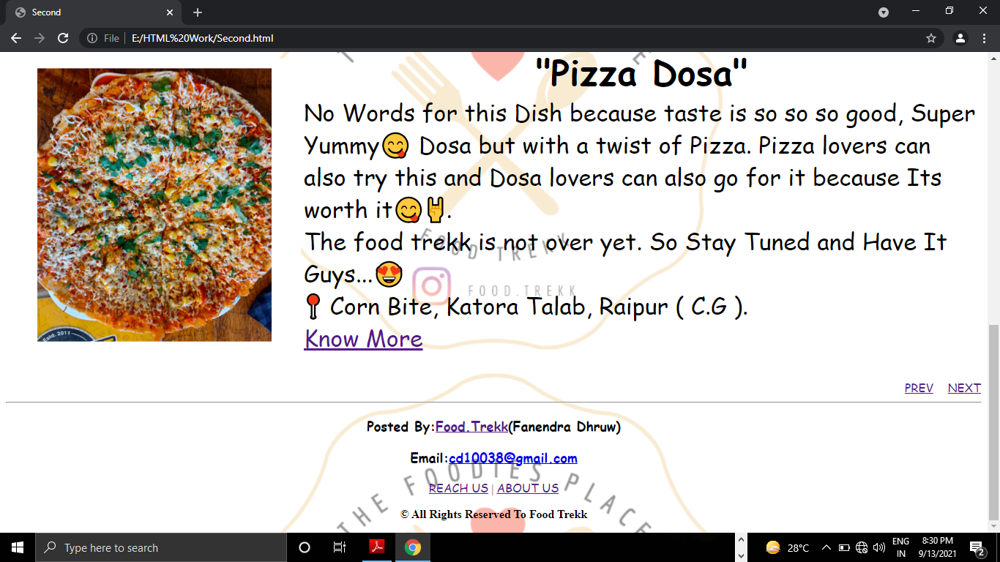 Second
File
E:/HTML%20Work/Second.html
"Pizza Dosa"
No Words for this Dish because taste is so so so good, Super
Yummy😋 Dosa but with a twist of Pizza. Pizza lovers can
also try this and Dosa lovers can also go for it because Its
worth it😋🤘.
The food trekk is not over yet. So Stay Tuned and Have It
Guys...😍
📍 Corn Bite, Katora Talab, Raipur ( C.G ).
Know More
FOOD TREKK
FOOD.TREKK
Estd. 2011
PREV NEXT
Posted By:Food.Trekk(Fanendra Dhruw)
Email:cd10038@gmail.com
THE FOODIES PLACE
REACH US | ABOUT US
© All Rights Reserved To Food Trekk
Type here to search
28°C
ENG
IN
8:30 PM
9/13/2021
2